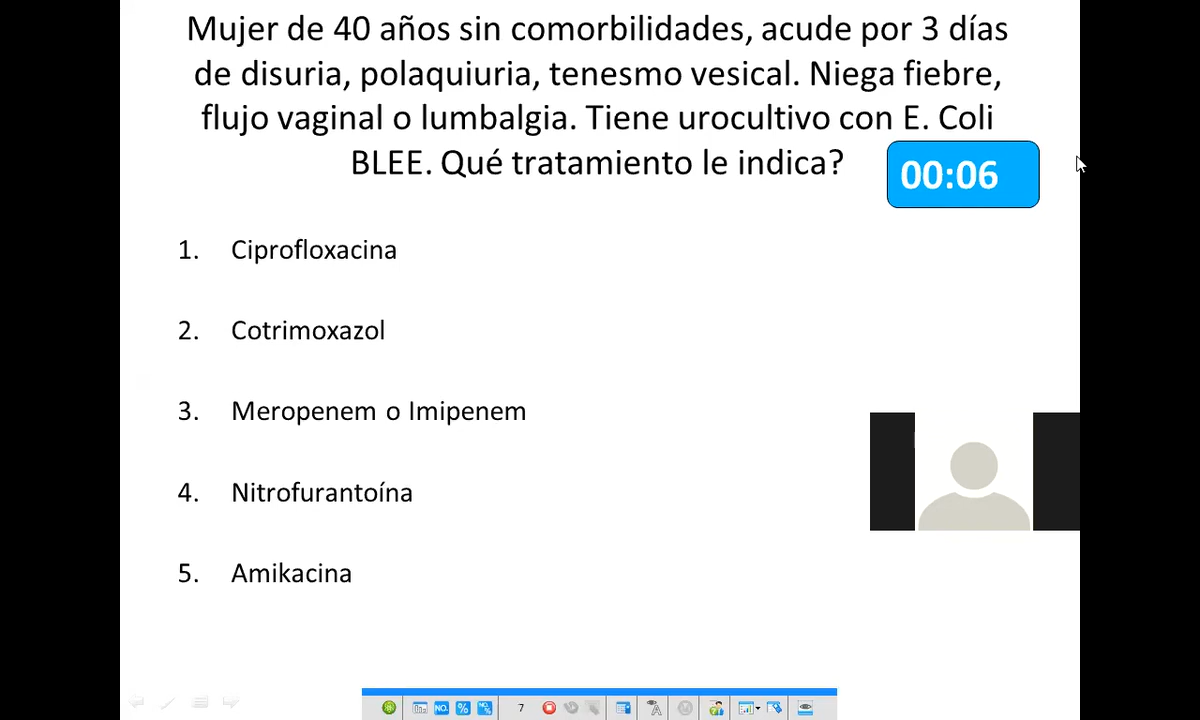 Mujer de 40 años sin comorbilidades, acude por 3 días
de disuria, polaquiuria, tenesmo vesical. Niega fiebre,
flujo vaginal o lumbalgia. Tiene urocultivo con E. Coli
BLEE. Qué tratamiento le indica?
00:06
1. Ciprofloxacina
2. Cotrimoxazol
3. Meropenem o Imipenem
4. Nitrofurantoína
5. Amikacina
NO. % 7